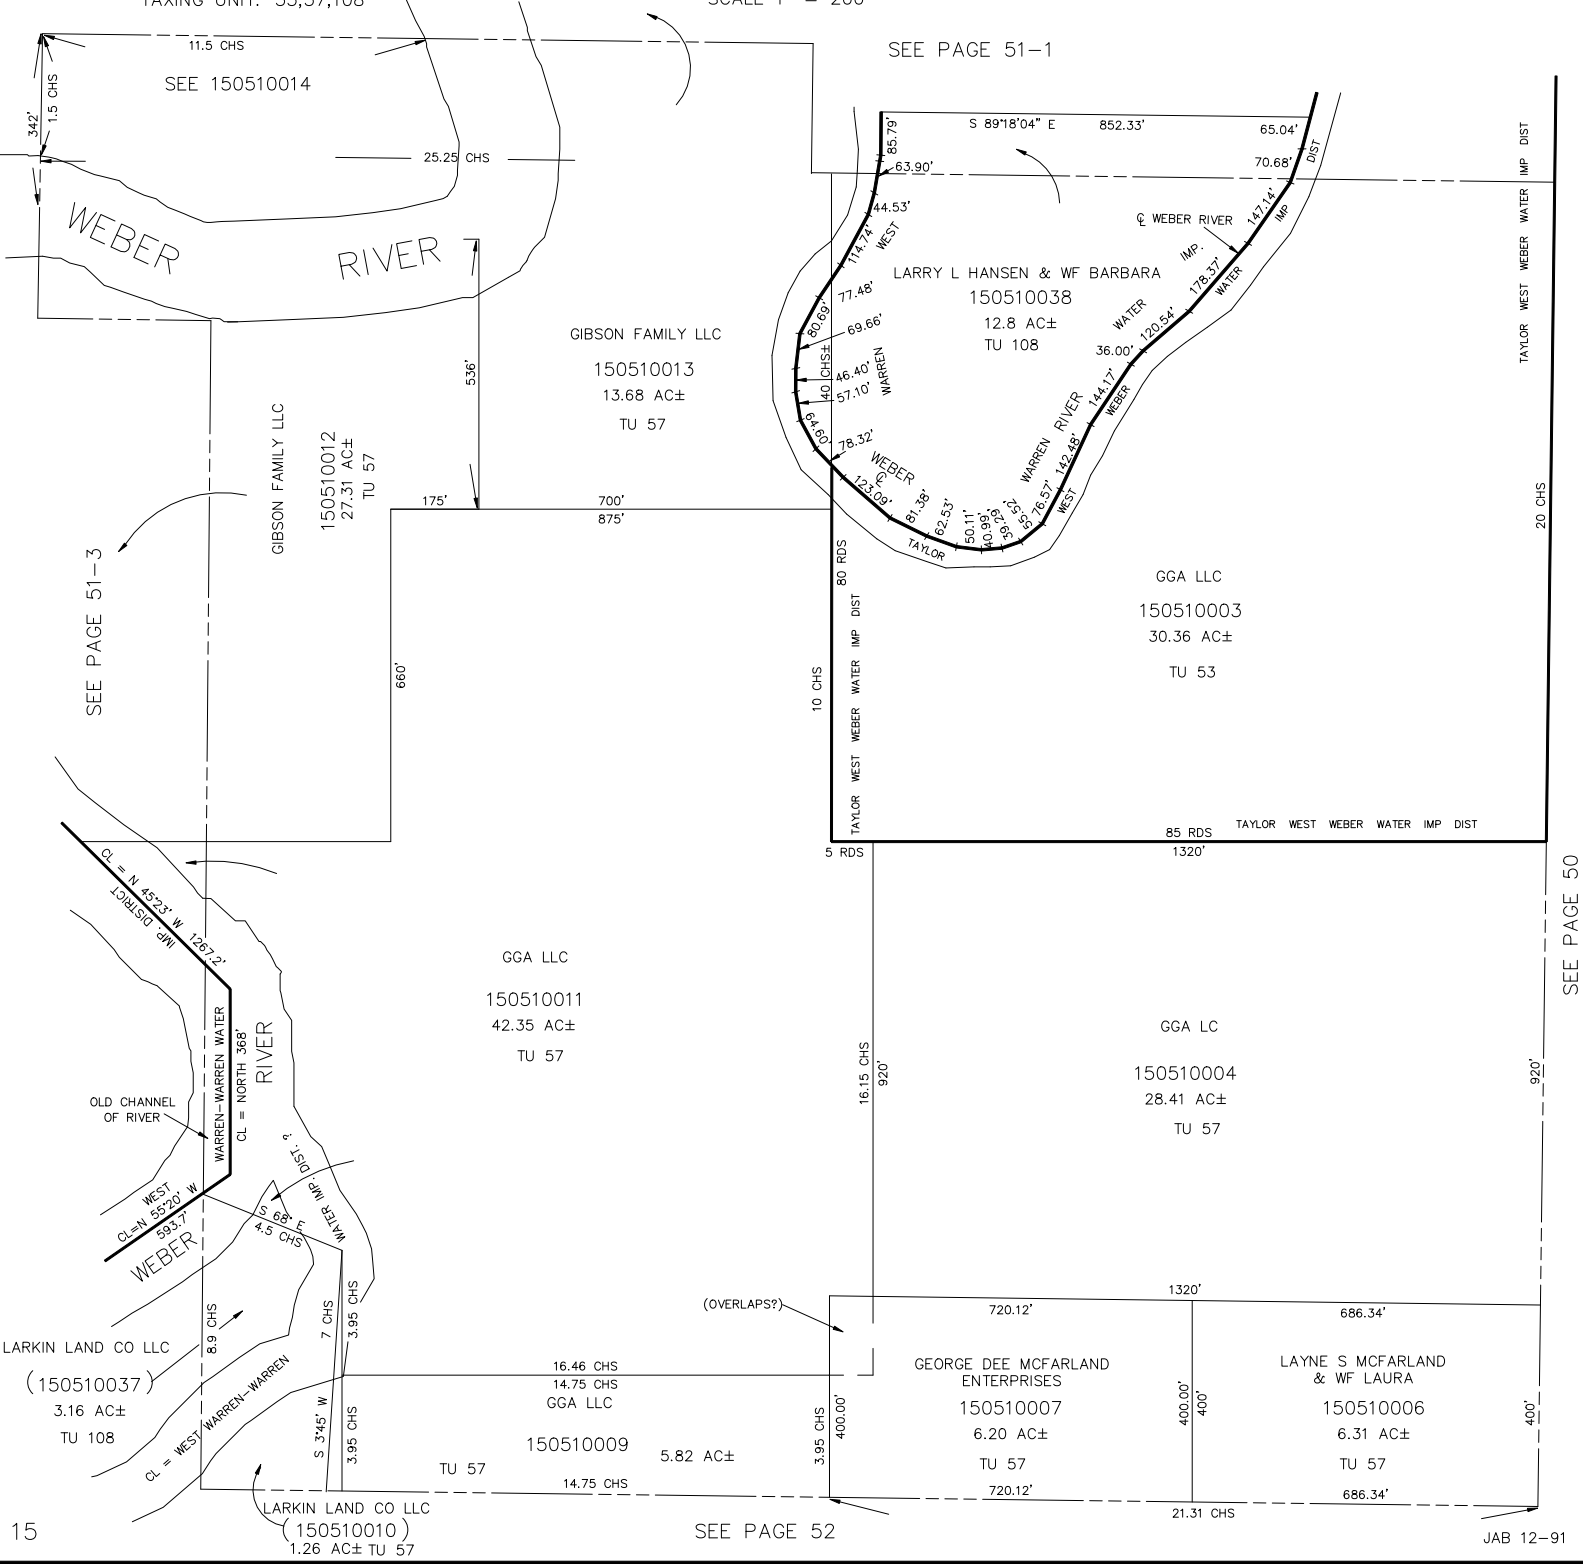 TAXING UNIT: 53,57,108
SCALE 1" = 200'
SEE PAGE 51-1
11.5 CHS
SEE 150510014
342'
1.5 CHS
25.25 CHS
WEBER RIVER
S 89°18'04" E 852.33'
65.04'
70.68'
147.14'
178.37'
120.54'
36.00'
144.17'
142.48'
76.57'
55.52'
39.29'
40.99'
50.11'
62.53'
81.38'
123.09'
78.32'
64.60'
57.10'
46.40'
69.66'
80.69'
77.48'
114.74'
44.53'
63.90'
85.79'
40 CHS±
℄ WEBER RIVER
DIST
IMP
WATER
WEBER
WEST
TAYLOR
WEST
WARREN
WEBER
℄
WARREN RIVER
WATER
IMP.
LARRY L HANSEN & WF BARBARA
150510038
12.8 AC±
TU 108
TAYLOR WEST WEBER WATER IMP DIST
20 CHS
GIBSON FAMILY LLC
150510013
13.68 AC±
TU 57
536'
GIBSON FAMILY LLC
150510012
27.31 AC±
TU 57
175'
700'
875'
SEE PAGE 51-3
660'
80 RDS
10 CHS
TAYLOR WEST WEBER WATER IMP DIST
GGA LLC
150510003
30.36 AC±
TU 53
85 RDS
TAYLOR WEST WEBER WATER IMP DIST
5 RDS
1320'
SEE PAGE 50
CL = N 45°23' W 1267.2'
IMP. DISTRICT
WARREN-WARREN WATER
CL = NORTH 368'
RIVER
OLD CHANNEL
OF RIVER
WEST
CL=N 55°20' W
593.7'
WEBER
WATER IMP. DIST. ?
S 68° E
4.5 CHS
GGA LLC
150510011
42.35 AC±
TU 57
16.15 CHS
920'
GGA LC
150510004
28.41 AC±
TU 57
920'
1320'
(OVERLAPS?)
720.12'
686.34'
8.9 CHS
7 CHS
3.95 CHS
S 3°45' W
3.95 CHS
LARKIN LAND CO LLC
(150510037)
3.16 AC±
TU 108
CL = WEST WARREN-WARREN
16.46 CHS
14.75 CHS
GGA LLC
150510009
5.82 AC±
TU 57
14.75 CHS
3.95 CHS
400.00'
GEORGE DEE MCFARLAND
ENTERPRISES
150510007
6.20 AC±
TU 57
720.12'
400.00'
400'
LAYNE S MCFARLAND
& WF LAURA
150510006
6.31 AC±
TU 57
686.34'
400'
21.31 CHS
LARKIN LAND CO LLC
(150510010)
1.26 AC± TU 57
15
SEE PAGE 52
JAB 12-91